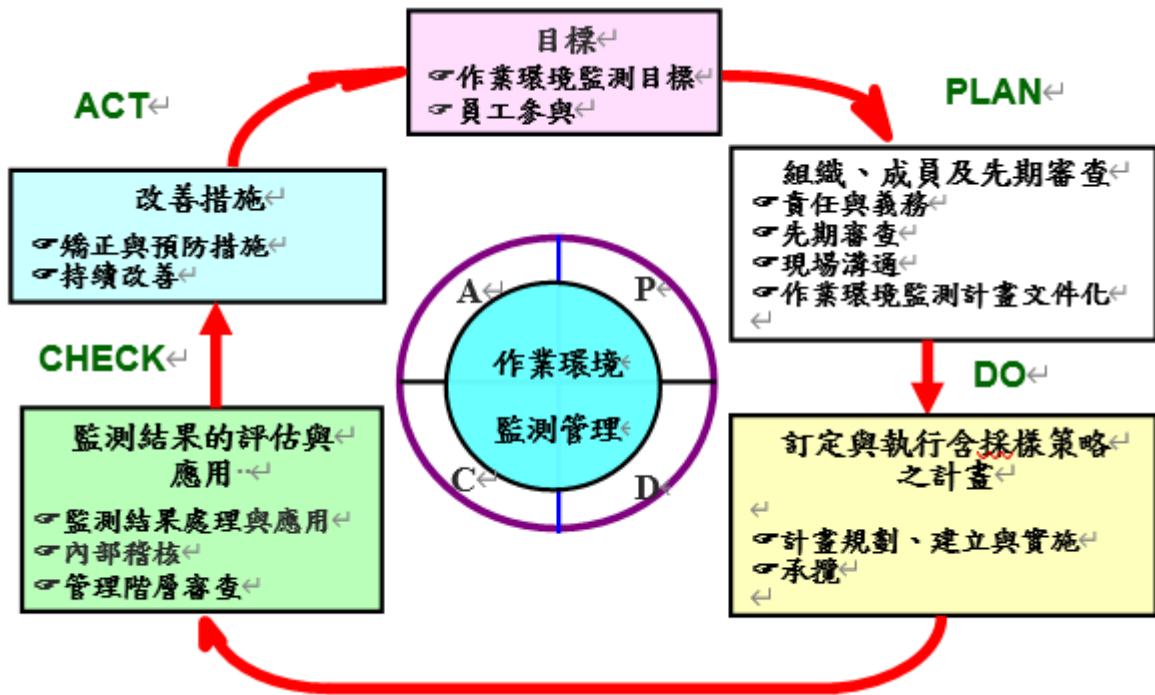 目標
☞作業環境監測目標
☞員工參與
ACT
PLAN
組織、成員及先期審查
☞責任與義務
☞先期審查
☞現場溝通
☞作業環境監測計畫文件化
改善措施
☞矯正與預防措施
☞持續改善
A
P
作業環境
監測管理
C
D
CHECK
DO
監測結果的評估與
應用
☞監測結果處理與應用
☞內部稽核
☞管理階層審查
訂定與執行含採樣策略
之計畫
☞計畫規劃、建立與實施
☞承攬